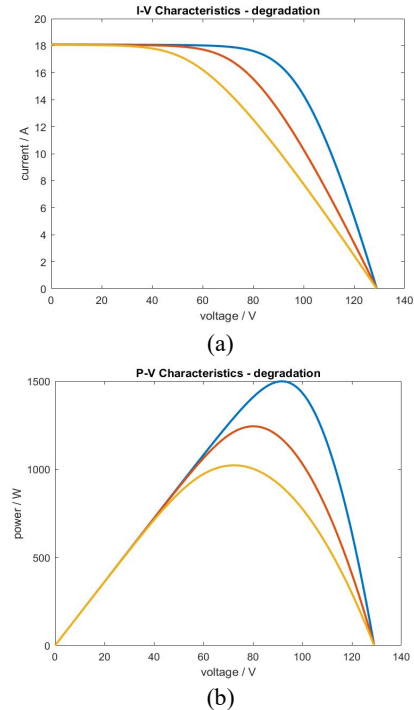 I-V Characteristics - degradation
20
18
16
14
12
10
8
6
4
2
0
current / A
0 20 40 60 80 100 120 140
voltage / V
(a)
P-V Characteristics - degradation
1500
1000
500
0
power / W
0 20 40 60 80 100 120 140
voltage / V
(b)